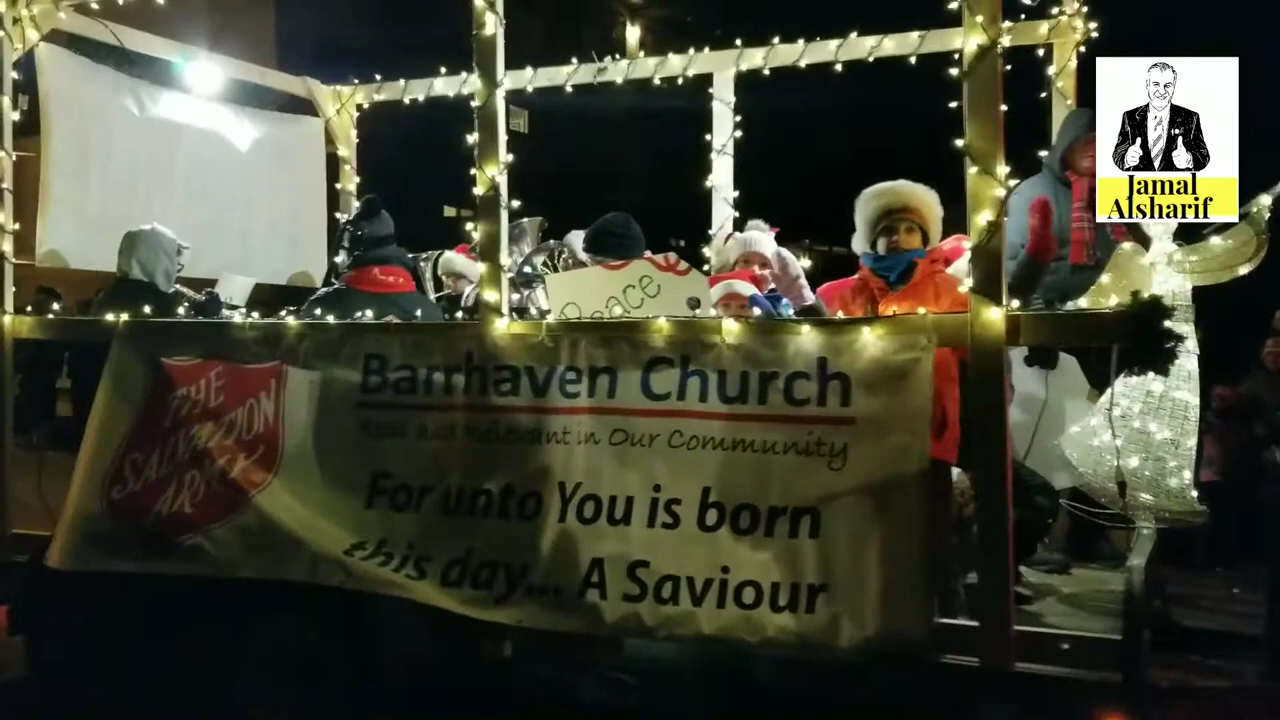 Jamal
Alsharif
Peace
THE
SALVATION
ARMY
Barrhaven Church
Relevant in Our Community
For unto You is born
this day... A Saviour